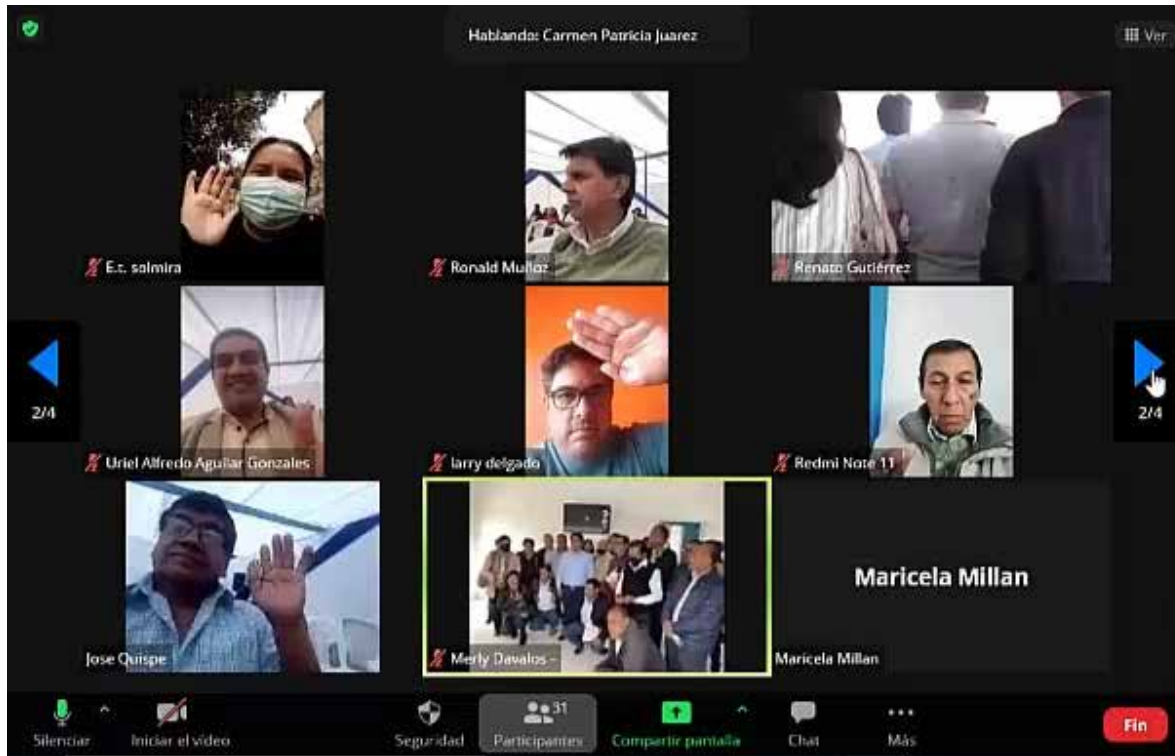 Hablando: Carmen Patricia Juarez
Ver
E.t. salmira
Ronald Muñoz
Renato Gutiérrez
2/4
2/4
Uriel Alfredo Aguilar Gonzales
larry delgado
Redmi Note 11
Maricela Millan
Jose Quispe
Merly Davalos -
Maricela Millan
31
Silenciar
Iniciar el vídeo
Seguridad
Participantes
Compartir pantalla
Chat
Más
Fin